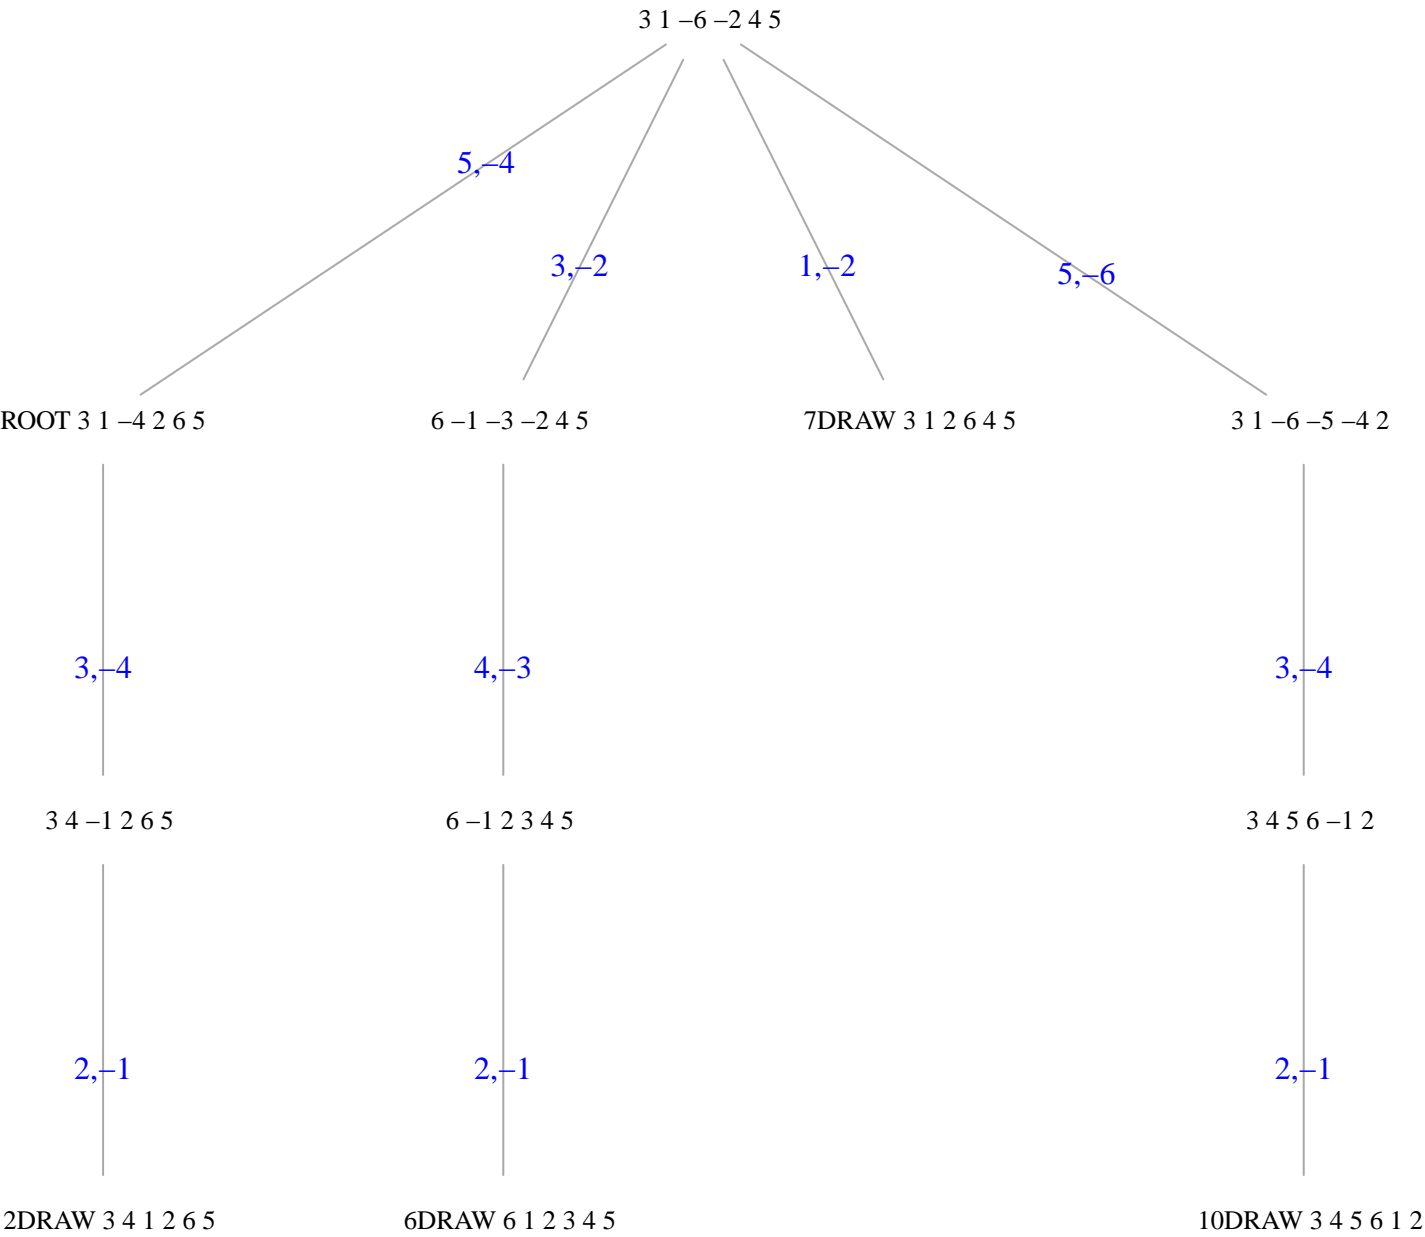 3 1 –6 –2 4 5
5,–4
3,–2
1,–2
5,–6
ROOT 3 1 –4 2 6 5
6 –1 –3 –2 4 5
7DRAW 3 1 2 6 4 5
3 1 –6 –5 –4 2
3,–4
4,–3
3,–4
3 4 –1 2 6 5
6 –1 2 3 4 5
3 4 5 6 –1 2
2,–1
2,–1
2,–1
2DRAW 3 4 1 2 6 5
6DRAW 6 1 2 3 4 5
10DRAW 3 4 5 6 1 2